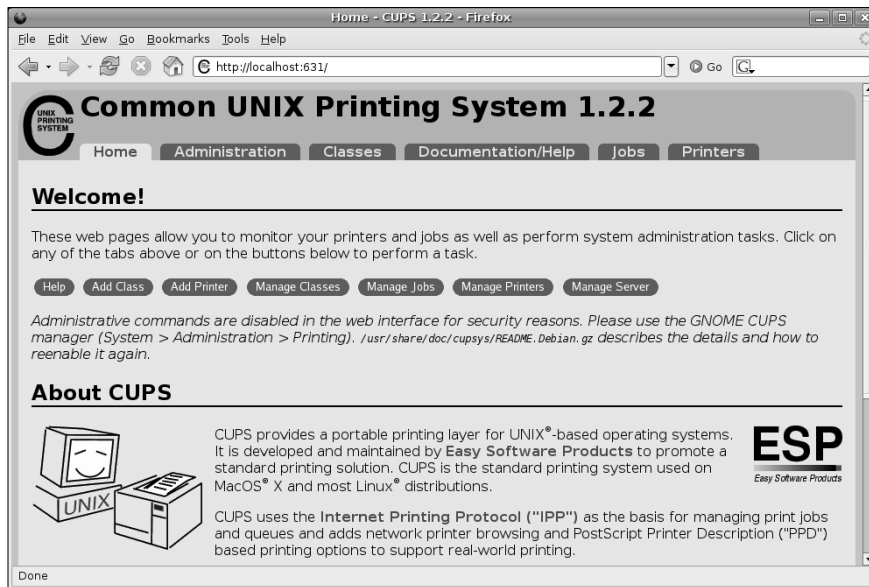 Home - CUPS 1.2.2 - Firefox
File Edit View Go Bookmarks Tools Help
http://localhost:631/
Go
G
UNIX PRINTING SYSTEM
Common UNIX Printing System 1.2.2
Home Administration Classes Documentation/Help Jobs Printers
Welcome!
These web pages allow you to monitor your printers and jobs as well as perform system administration tasks. Click on
any of the tabs above or on the buttons below to perform a task.
Help Add Class Add Printer Manage Classes Manage Jobs Manage Printers Manage Server
Administrative commands are disabled in the web interface for security reasons. Please use the GNOME CUPS
manager (System > Administration > Printing). /usr/share/doc/cupsys/README.Debian.gz describes the details and how to
reenable it again.
About CUPS
UNIX
CUPS provides a portable printing layer for UNIX®-based operating systems.
It is developed and maintained by Easy Software Products to promote a
standard printing solution. CUPS is the standard printing system used on
MacOS® X and most Linux® distributions.
ESP
Easy Software Products
CUPS uses the Internet Printing Protocol ("IPP") as the basis for managing print jobs
and queues and adds network printer browsing and PostScript Printer Description ("PPD")
based printing options to support real-world printing.
Done